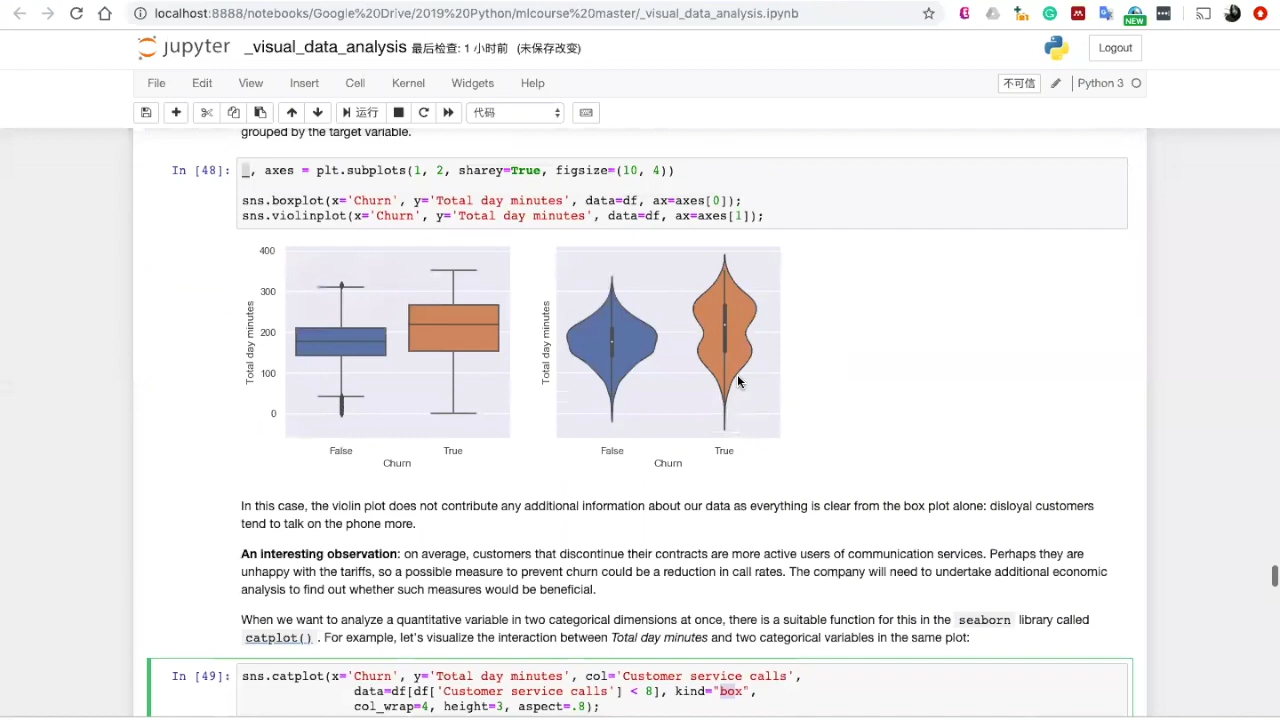 localhost:8888/notebooks/Google%20Drive/2%20-%20Python/mlcourse%20master/_visual_data_analysis.ipynb
NEW
jupyter _visual_data_analysis 最后检查: 1 小时前 (未保存改变)
Logout
File Edit View Insert Cell Kernel Widgets Help
不可信 Python 3
运行 代码
grouped by the target variable.
In [48]: _, axes = plt.subplots(1, 2, sharey=True, figsize=(10, 4))
sns.boxplot(x='Churn', y='Total day minutes', data=df, ax=axes[0]);
sns.violinplot(x='Churn', y='Total day minutes', data=df, ax=axes[1]);
400
300
200
100
0
Total day minutes
False True
Churn
Total day minutes
False True
Churn
In this case, the violin plot does not contribute any additional information about our data as everything is clear from the box plot alone: disloyal customers
tend to talk on the phone more.
An interesting observation: on average, customers that discontinue their contracts are more active users of communication services. Perhaps they are
unhappy with the tariffs, so a possible measure to prevent churn could be a reduction in call rates. The company will need to undertake additional economic
analysis to find out whether such measures would be beneficial.
When we want to analyze a quantitative variable in two categorical dimensions at once, there is a suitable function for this in the seaborn library called
catplot() . For example, let's visualize the interaction between Total day minutes and two categorical variables in the same plot:
In [49]: sns.catplot(x='Churn', y='Total day minutes', col='Customer service calls',
data=df[df['Customer service calls'] < 8], kind="box",
col_wrap=4, height=3, aspect=.8);